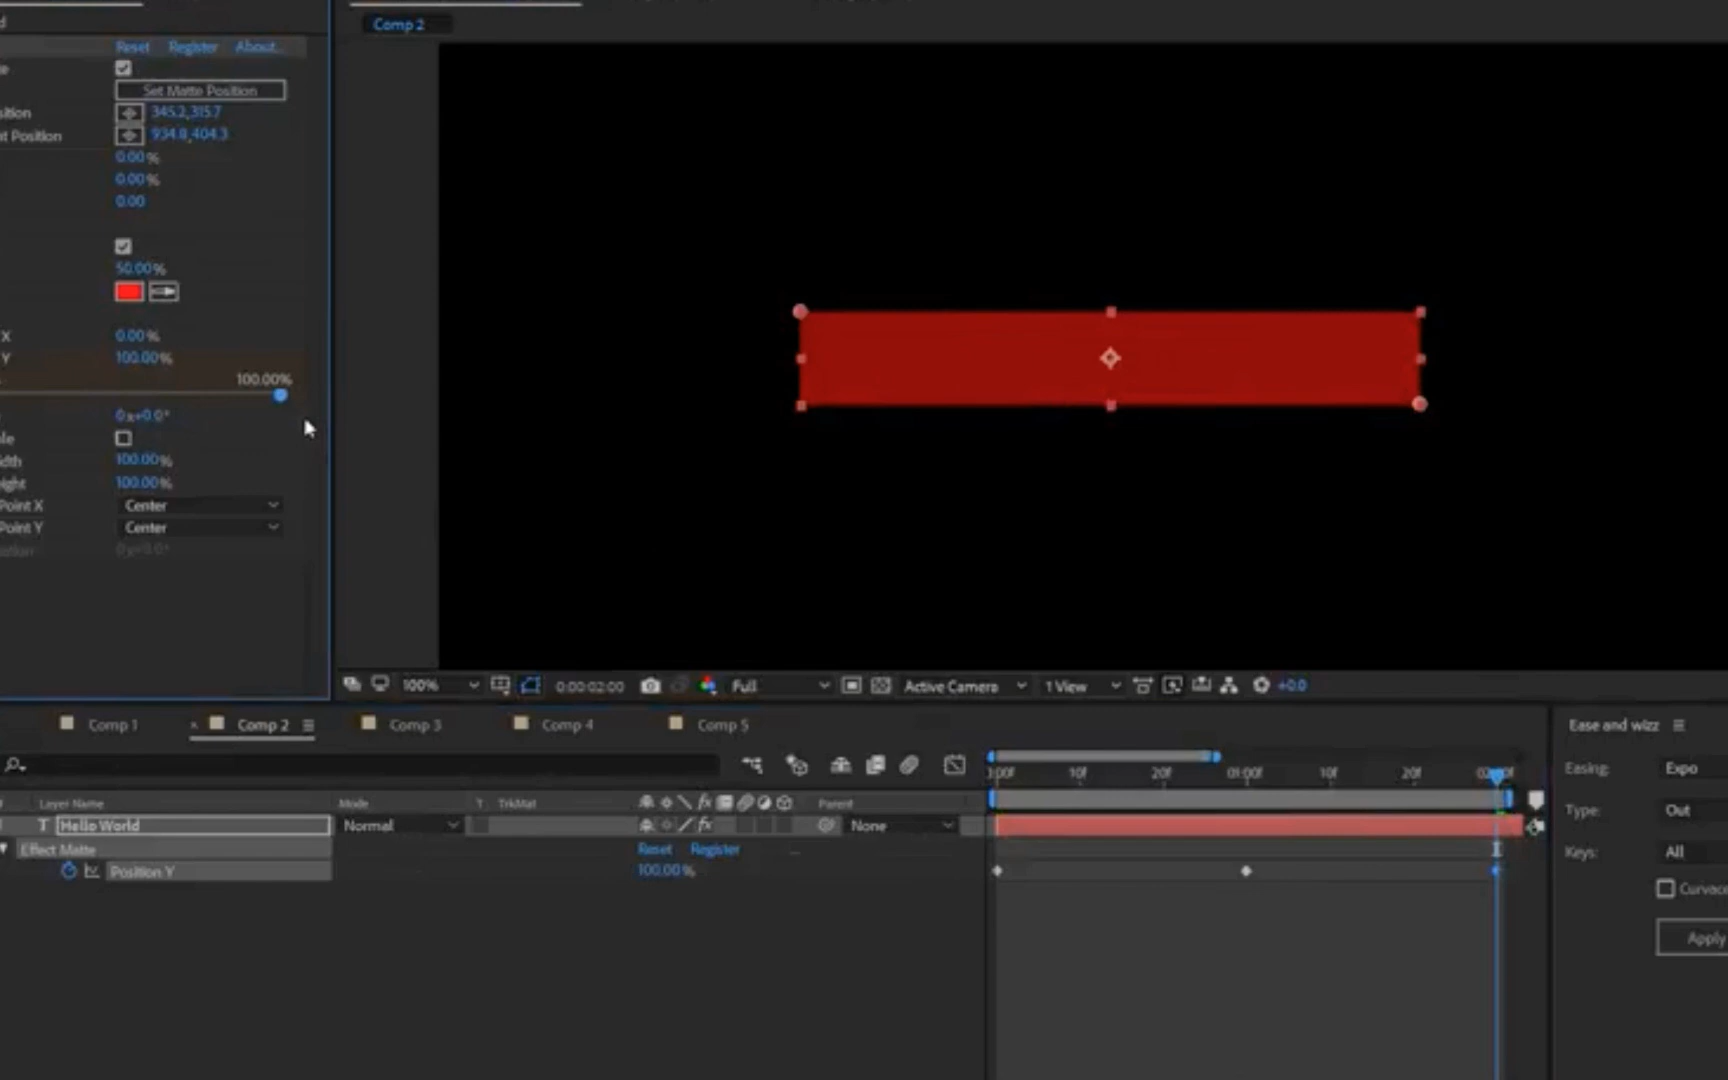 Comp 2
Reset Register About...
Set Matte Position
345.2,315.7
Position 934.8,404.3
0.00%
0.00%
0.00
50.00%
X 0.00%
Y 100.00%
100.00%
0x+0.0°
100.00%
100.00%
Point X Center
Point Y Center
0x+0.0°
100% 0:00:02:00 Full Active Camera 1 View +0.0
Comp 1 × Comp 2 Comp 3 Comp 4 Comp 5 Ease and wizz
10f 20f 01:00f 10f 20f
Easing: Expo
Layer Name Mode T TrkMat fx Parent
T Hello World Normal fx None
Type: Out
Effect Matte Reset Register ...
Keys: All
Position Y 100.00%
Apply